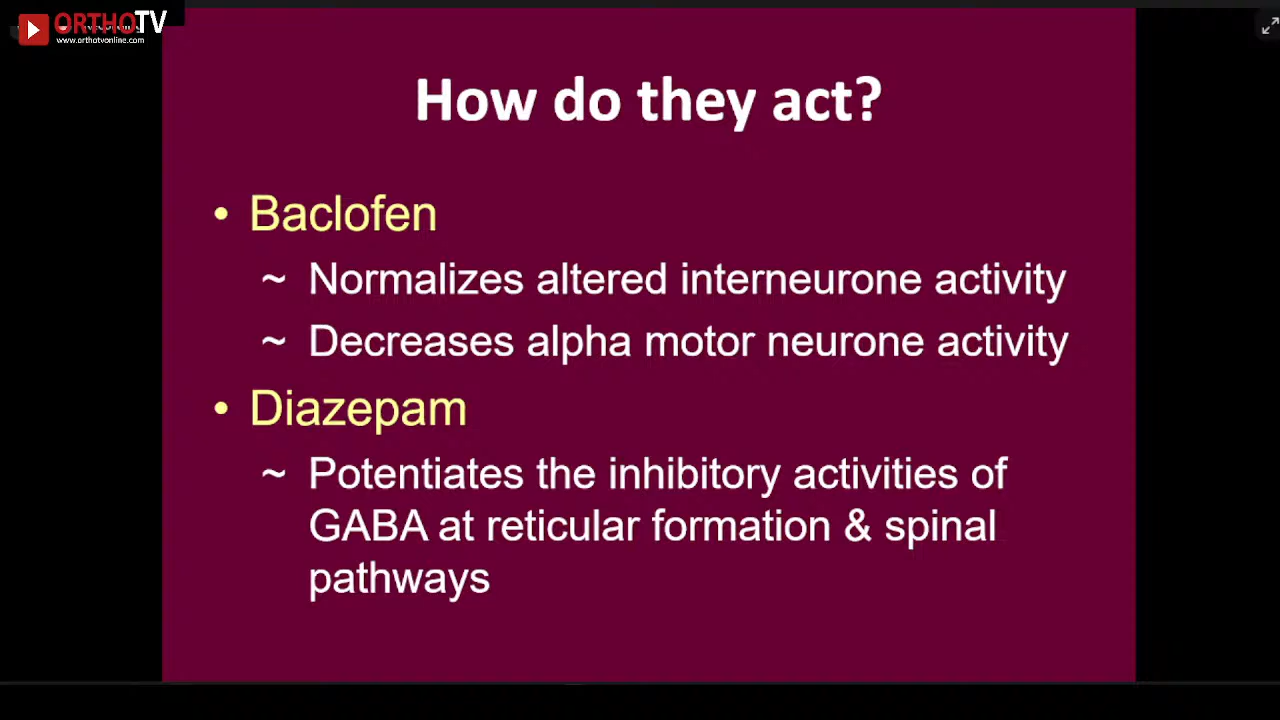 ORTHOTV
www.orthotvonline.com
How do they act?
• Baclofen
~ Normalizes altered interneurone activity
~ Decreases alpha motor neurone activity
• Diazepam
~ Potentiates the inhibitory activities of
GABA at reticular formation & spinal
pathways